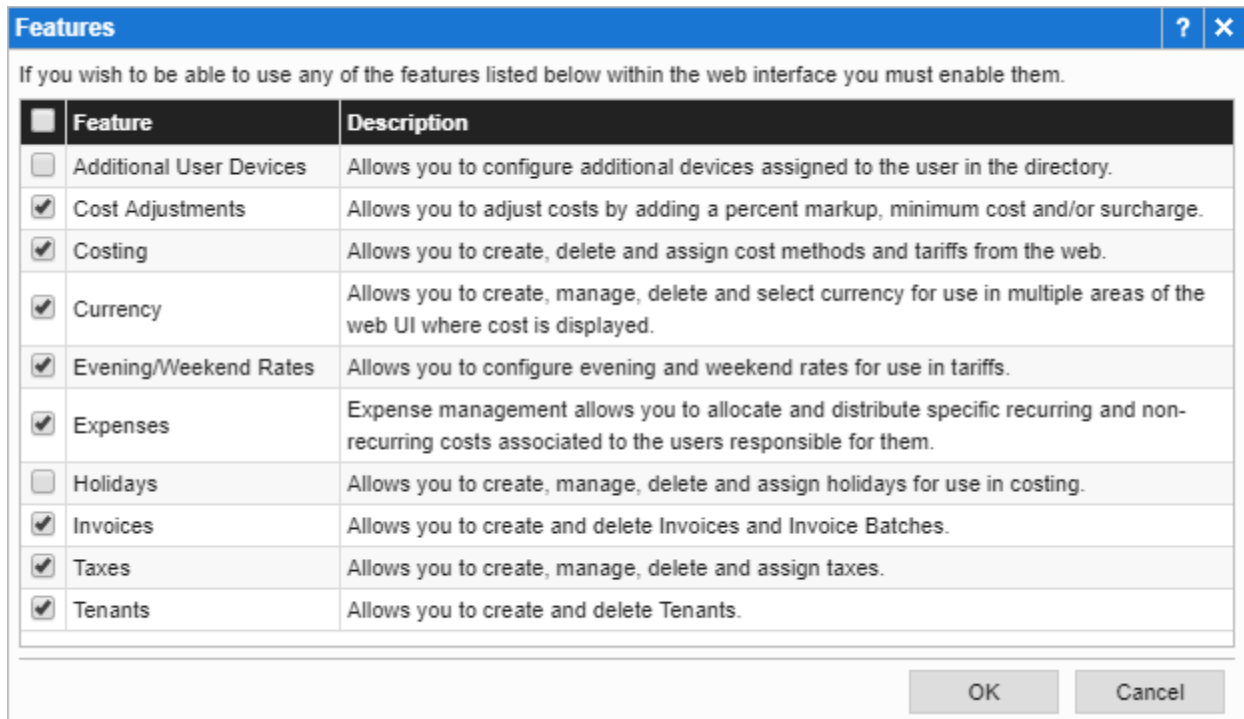 Features ? ×
If you wish to be able to use any of the features listed below within the web interface you must enable them.
Feature Description
Additional User Devices Allows you to configure additional devices assigned to the user in the directory.
Cost Adjustments Allows you to adjust costs by adding a percent markup, minimum cost and/or surcharge.
Costing Allows you to create, delete and assign cost methods and tariffs from the web.
Currency Allows you to create, manage, delete and select currency for use in multiple areas of the
web UI where cost is displayed.
Evening/Weekend Rates Allows you to configure evening and weekend rates for use in tariffs.
Expenses Expense management allows you to allocate and distribute specific recurring and non-
recurring costs associated to the users responsible for them.
Holidays Allows you to create, manage, delete and assign holidays for use in costing.
Invoices Allows you to create and delete Invoices and Invoice Batches.
Taxes Allows you to create, manage, delete and assign taxes.
Tenants Allows you to create and delete Tenants.
OK Cancel